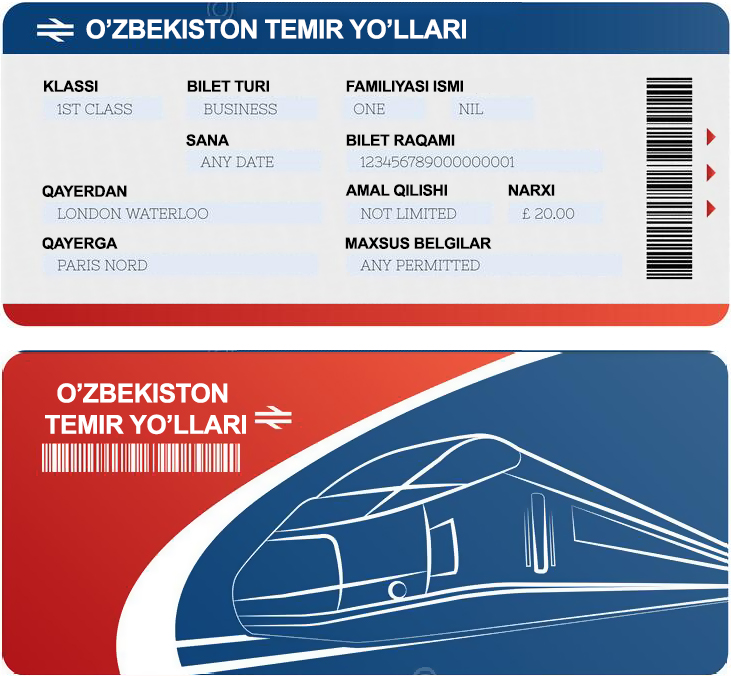 O'ZBEKISTON TEMIR YO'LLARI
KLASSI BILET TURI FAMILIYASI ISMI
1ST CLASS BUSINESS ONE NIL
SANA BILET RAQAMI
ANY DATE 123456789000000001
QAYERDAN AMAL QILISHI NARXI
LONDON WATERLOO NOT LIMITED £ 20.00
QAYERGA MAXSUS BELGILAR
PARIS NORD ANY PERMITTED
O'ZBEKISTON
TEMIR YO'LLARI